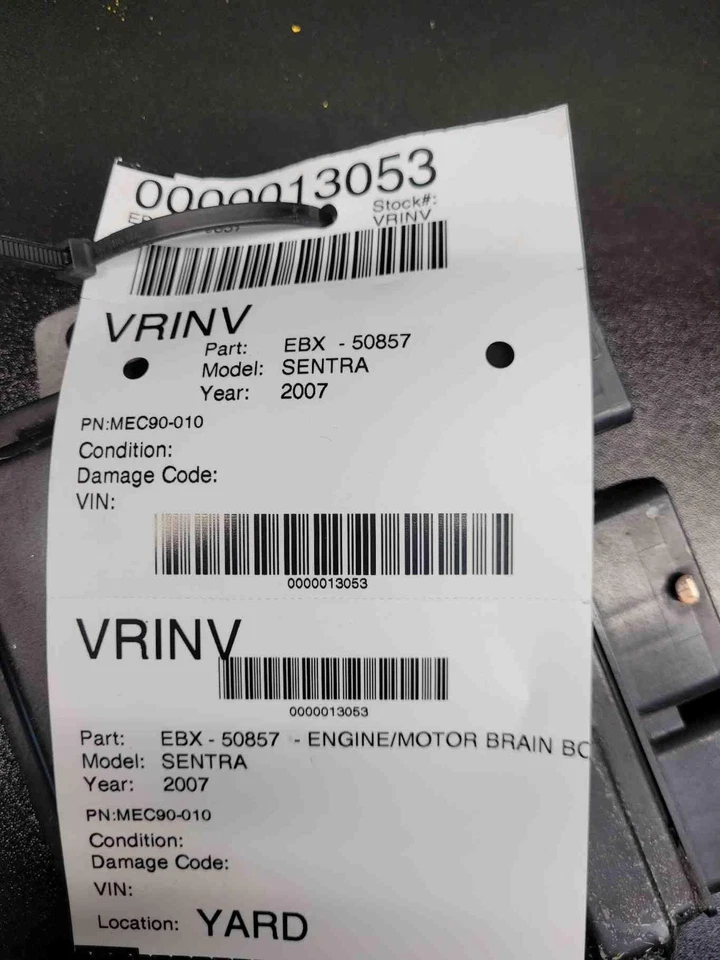 0000013053
Stock#:
VRINV
VRINV
Part: EBX - 50857
Model: SENTRA
Year: 2007
PN:MEC90-010
Condition:
Damage Code:
VIN:
0000013053
VRINV
0000013053
Part: EBX - 50857 - ENGINE/MOTOR BRAIN BC
Model: SENTRA
Year: 2007
PN:MEC90-010
Condition:
Damage Code:
VIN:
Location: YARD